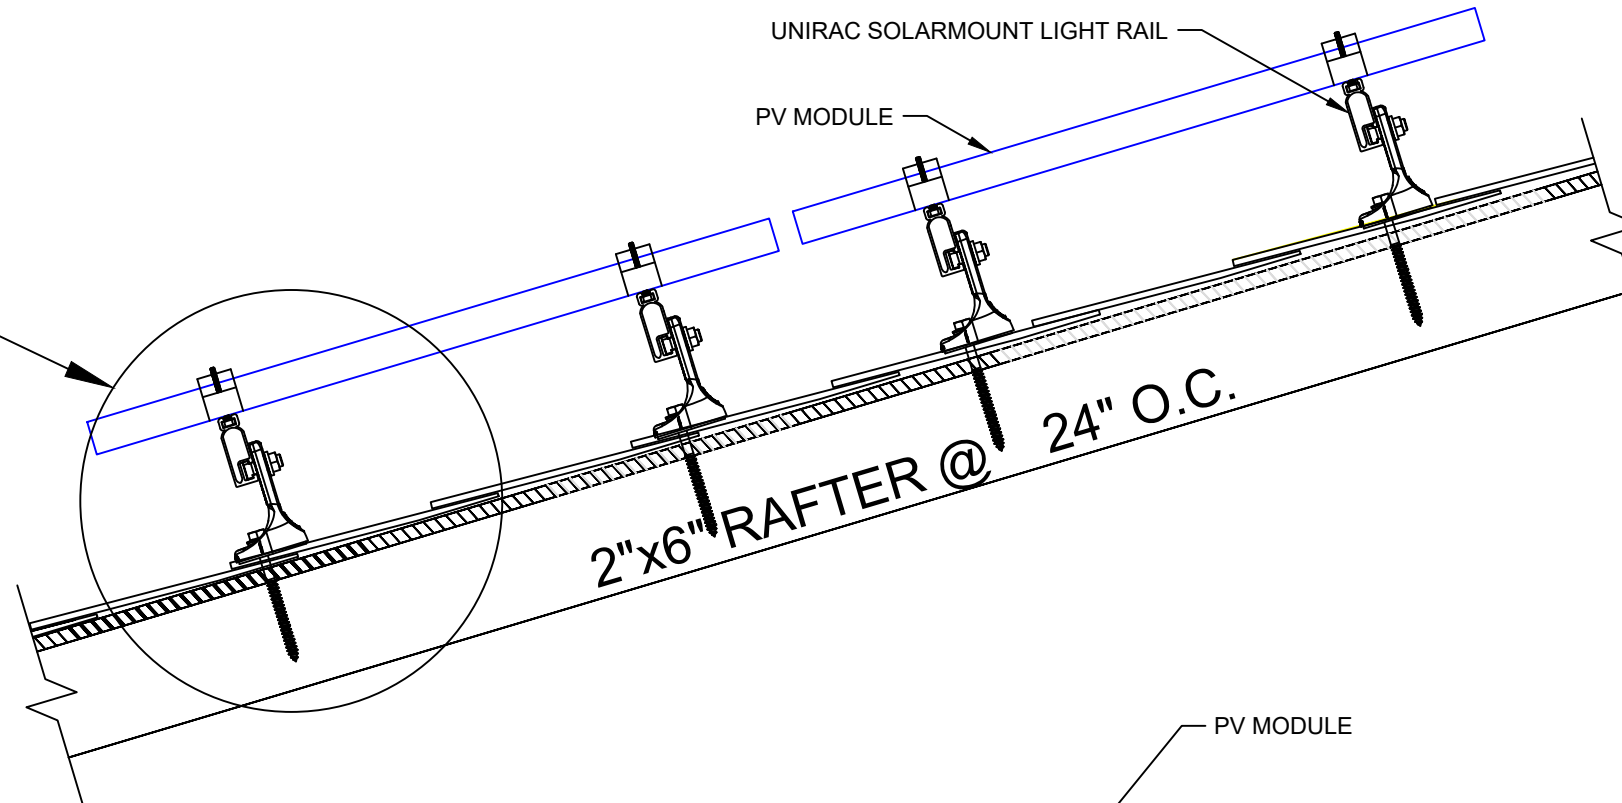 UNIRAC SOLARMOUNT LIGHT RAIL
PV MODULE
2"x6" RAFTER @ 24" O.C.
PV MODULE